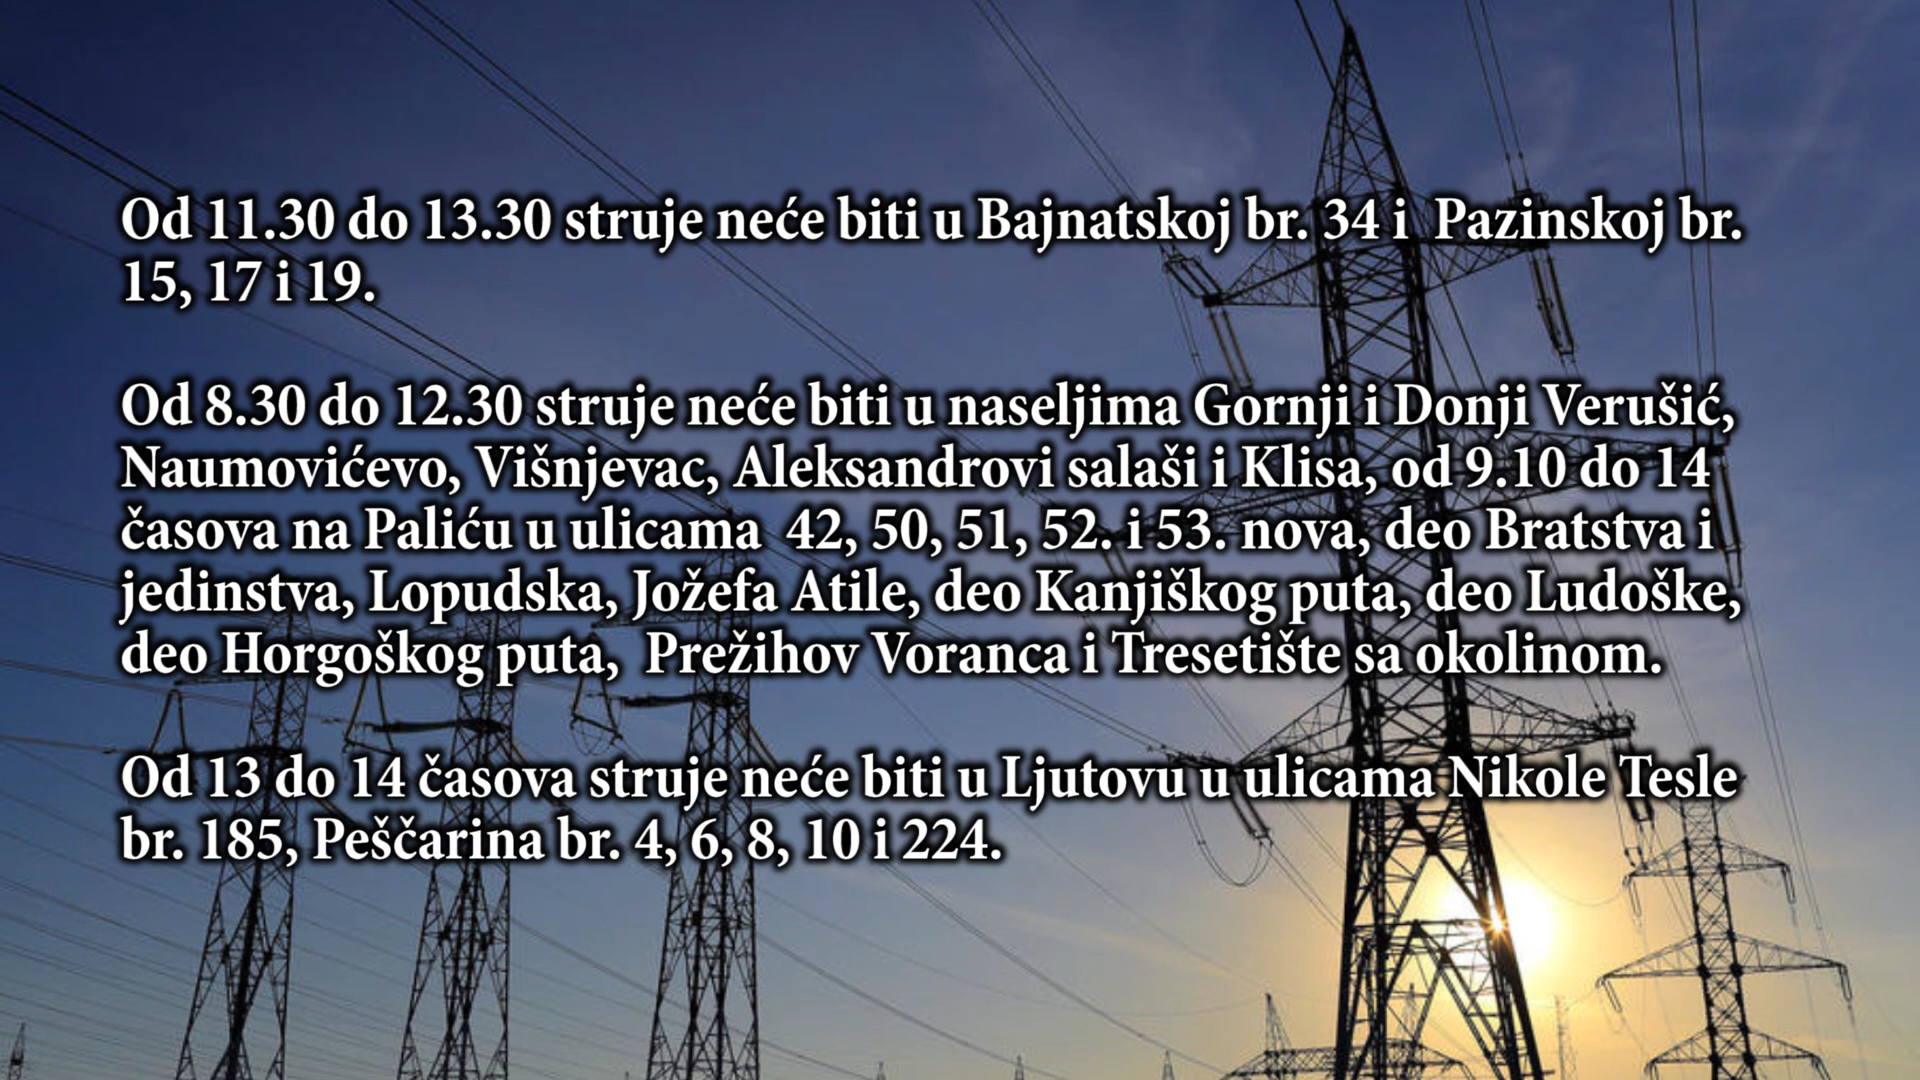 Od 11.30 do 13.30 struje neće biti u Bajnatskoj br. 34 i  Pazinskoj br.
15, 17 i 19.
Od 8.30 do 12.30 struje neće biti u naseljima Gornji i Donji Verušić,
Naumovićevo, Višnjevac, Aleksandrovi salaši i Klisa, od 9.10 do 14
časova na Paliću u ulicama  42, 50, 51, 52. i 53. nova, deo Bratstva i
jedinstva, Lopudska, Jožefa Atile, deo Kanjiškog puta, deo Ludoške,
deo Horgoškog puta,  Prežihov Voranca i Tresetište sa okolinom.
Od 13 do 14 časova struje neće biti u Ljutovu u ulicama Nikole Tesle
br. 185, Peščarina br. 4, 6, 8, 10 i 224.